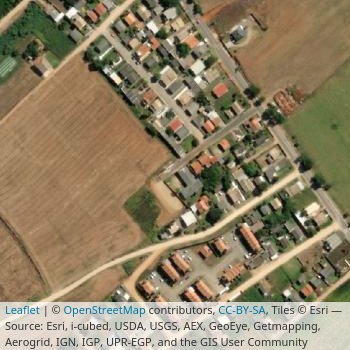 Leaflet | © OpenStreetMap contributors, CC-BY-SA, Tiles © Esri —
Source: Esri, i-cubed, USDA, USGS, AEX, GeoEye, Getmapping,
Aerogrid, IGN, IGP, UPR-EGP, and the GIS User Community